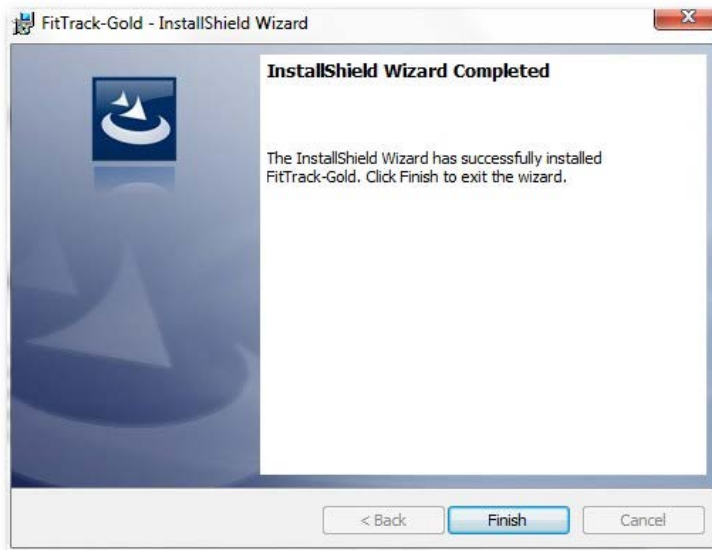 FitTrack-Gold - InstallShield Wizard
InstallShield Wizard Completed
The InstallShield Wizard has successfully installed
FitTrack-Gold. Click Finish to exit the wizard.
< Back
Finish
Cancel